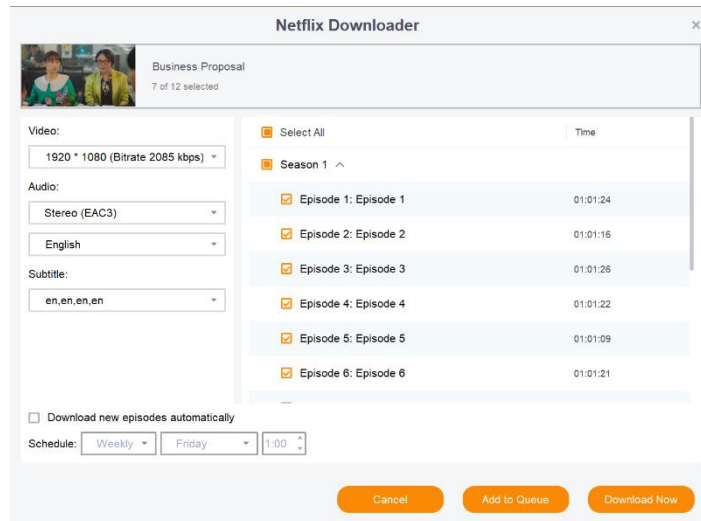 Netflix Downloader
Business Proposal
7 of 12 selected
Video:
1920 * 1080 (Bitrate 2085 kbps)
Audio:
Stereo (EAC3)
English
Subtitle:
en,en,en,en
Select All Time
Season 1
Episode 1: Episode 1 01:01:24
Episode 2: Episode 2 01:01:16
Episode 3: Episode 3 01:01:26
Episode 4: Episode 4 01:01:22
Episode 5: Episode 5 01:01:09
Episode 6: Episode 6 01:01:21
Download new episodes automatically
Schedule: Weekly Friday 1:00
Cancel Add to Queue Download Now